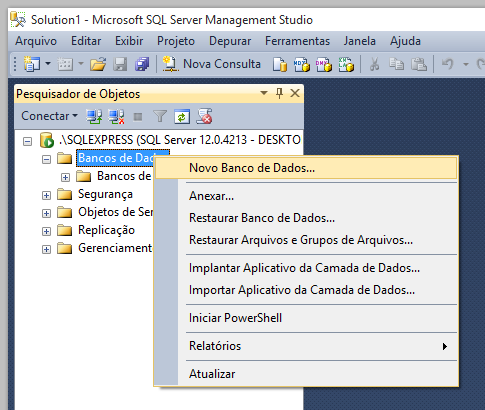 Solution1 - Microsoft SQL Server Management Studio
Arquivo Editar Exibir Projeto Depurar Ferramentas Janela Ajuda
Nova Consulta
Pesquisador de Objetos
Conectar
.\SQLEXPRESS (SQL Server 12.0.4213 - DESKTO
Bancos de Dad
Bancos de
Segurança
Objetos de Ser
Replicação
Gerenciamento
Novo Banco de Dados...
Anexar...
Restaurar Banco de Dados...
Restaurar Arquivos e Grupos de Arquivos...
Implantar Aplicativo da Camada de Dados...
Importar Aplicativo da Camada de Dados...
Iniciar PowerShell
Relatórios
Atualizar